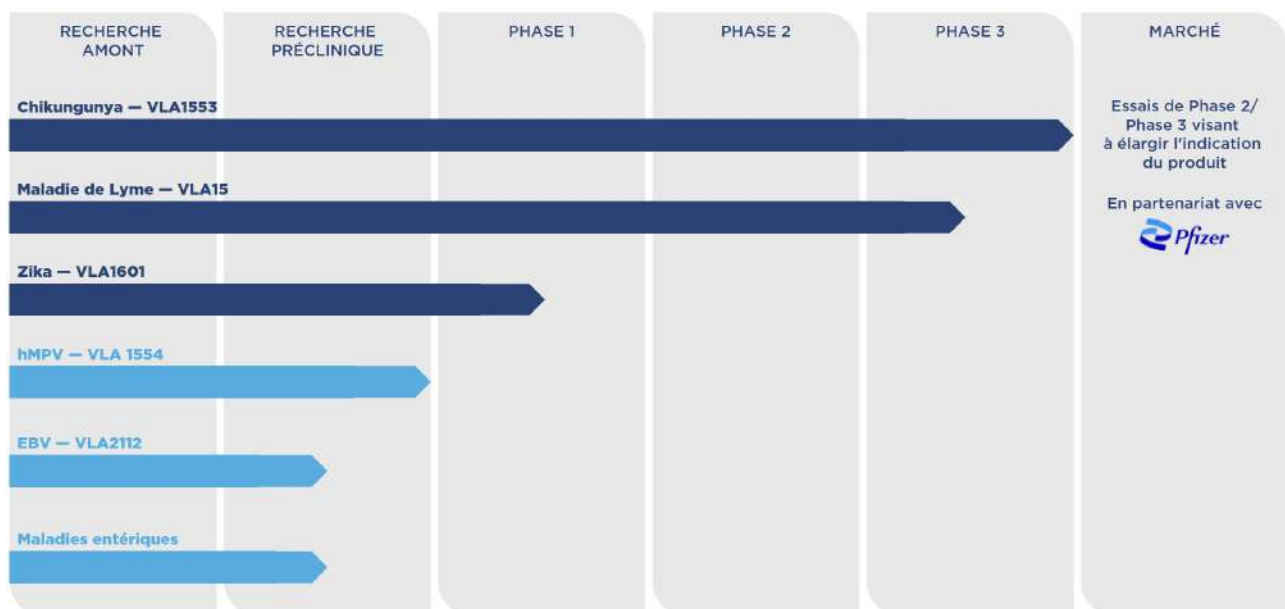 RECHERCHE
AMONT
RECHERCHE
PRÉCLINIQUE
PHASE 1
PHASE 2
PHASE 3
MARCHÉ
Chikungunya — VLA1553
Essais de Phase 2/
Phase 3 visant
à élargir l'indication
du produit
Maladie de Lyme — VLA15
En partenariat avec
Pfizer
Zika — VLA1601
hMPV — VLA 1554
EBV — VLA2112
Maladies entériques